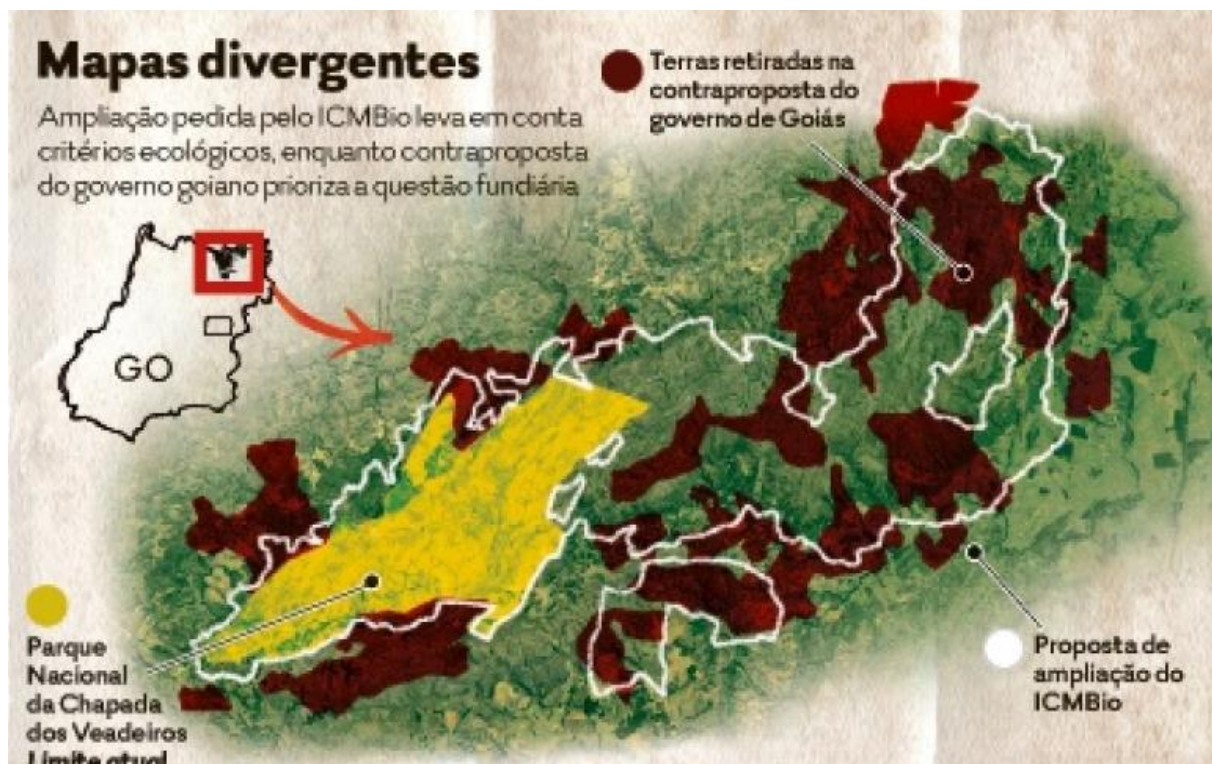 Mapas divergentes
Ampliação pedida pelo ICMBio leva em conta
critérios ecológicos, enquanto contraproposta
do governo goiano prioriza a questão fundiária
Terras retiradas na
contraproposta do
governo de Goiás
GO
Parque
Nacional
da Chapada
dos Veadeiros
Limite atual
Proposta de
ampliação do
ICMBio